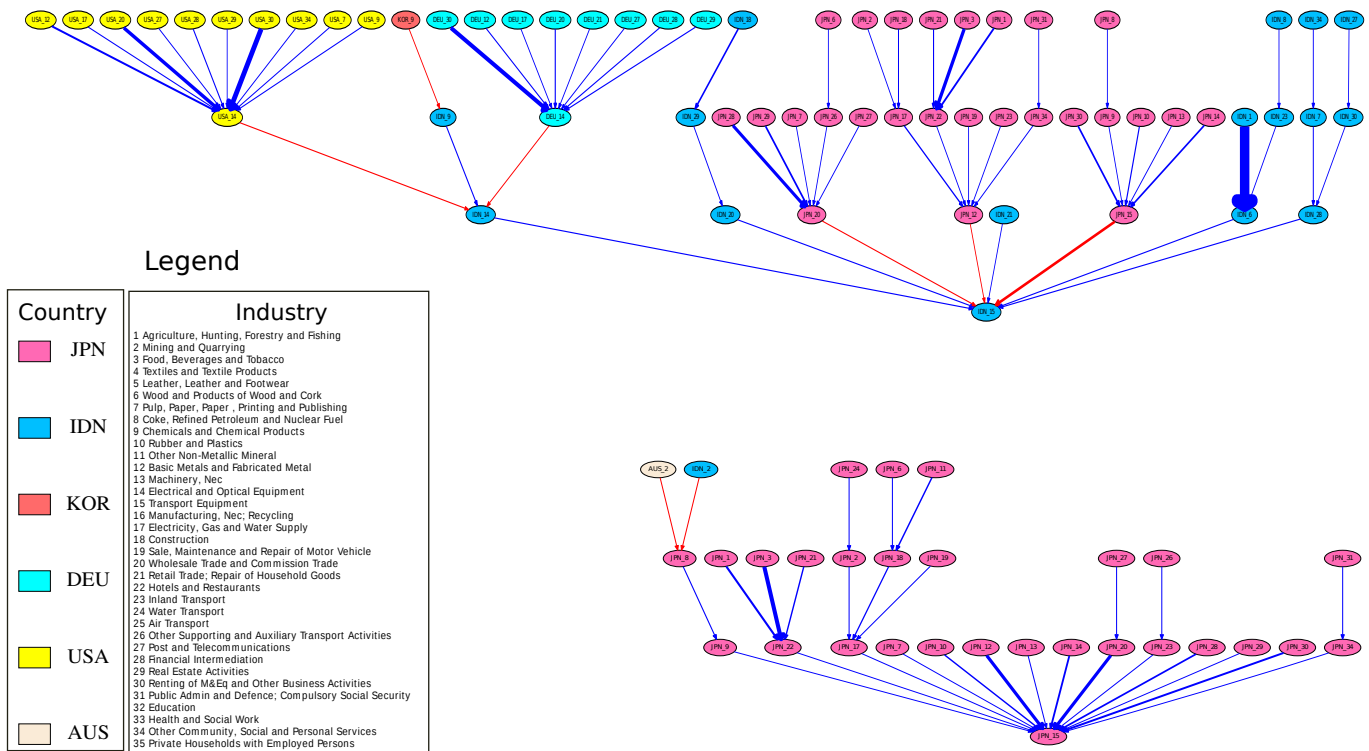 USA_12 USA_17 USA_20 USA_27 USA_28 USA_29 USA_30 USA_34 USA_7 USA_9 KOR_9 DEU_30 DEU_12 DEU_17 DEU_20 DEU_21 DEU_27 DEU_28 DEU_29 IDN_18 JPN_6 JPN_2 JPN_18 JPN_21 JPN_3 JPN_1 JPN_31 JPN_8 IDN_34 IDN_27
USA_14 IDN_9 DEU_14 IDN_29 JPN_28 JPN_29 JPN_7 JPN_26 JPN_27 JPN_17 JPN_22 JPN_19 JPN_23 JPN_34 JPN_30 JPN_9 JPN_10 JPN_13 JPN_14 IDN_1 IDN_23 IDN_7 IDN_30
IDN_14 IDN_20 JPN_20 JPN_12 IDN_21 JPN_15 IDN_6 IDN_28
IDN_15
Legend
Country
JPN
IDN
KOR
DEU
USA
AUS
Industry
1 Agriculture, Hunting, Forestry and Fishing
2 Mining and Quarrying
3 Food, Beverages and Tobacco
4 Textiles and Textile Products
5 Leather, Leather and Footwear
6 Wood and Products of Wood and Cork
7 Pulp, Paper, Paper , Printing and Publishing
8 Coke, Refined Petroleum and Nuclear Fuel
9 Chemicals and Chemical Products
10 Rubber and Plastics
11 Other Non-Metallic Mineral
12 Basic Metals and Fabricated Metal
13 Machinery, Nec
14 Electrical and Optical Equipment
15 Transport Equipment
16 Manufacturing, Nec; Recycling
17 Electricity, Gas and Water Supply
18 Construction
19 Sale, Maintenance and Repair of Motor Vehicle
20 Wholesale Trade and Commission Trade
21 Retail Trade; Repair of Household Goods
22 Hotels and Restaurants
23 Inland Transport
24 Water Transport
25 Air Transport
26 Other Supporting and Auxiliary Transport Activities
27 Post and Telecommunications
28 Financial Intermediation
29 Real Estate Activities
30 Renting of M&Eq and Other Business Activities
31 Public Admin and Defence; Compulsory Social Security
32 Education
33 Health and Social Work
34 Other Community, Social and Personal Services
35 Private Households with Employed Persons
AUS_2 IDN_2 JPN_24 JPN_6 JPN_11
JPN_8 JPN_1 JPN_3 JPN_21 JPN_2 JPN_18 JPN_19 JPN_27 JPN_26 JPN_31
JPN_9 JPN_22 JPN_17 JPN_7 JPN_10 JPN_12 JPN_13 JPN_14 JPN_20 JPN_23 JPN_28 JPN_29 JPN_30 JPN_34
JPN_15